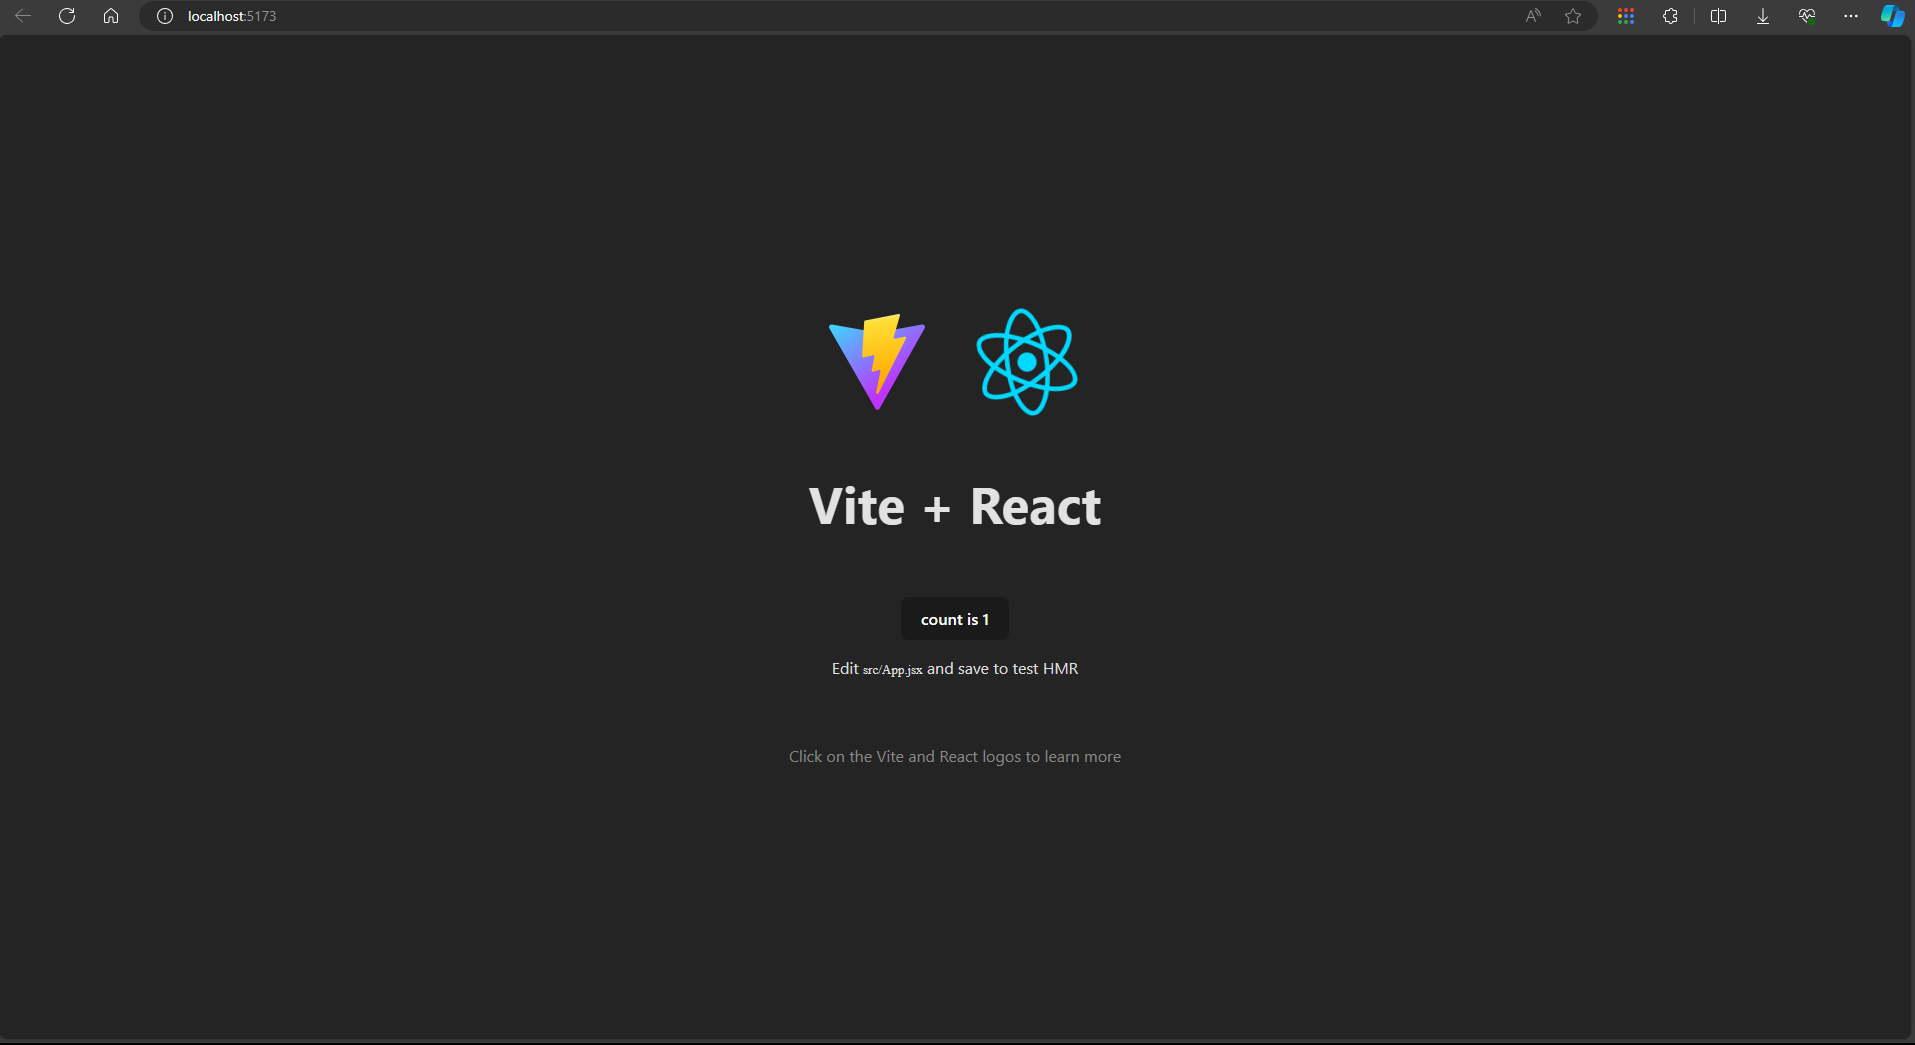 localhost:5173
Vite + React
count is 1
Edit src/App.jsx and save to test HMR
Click on the Vite and React logos to learn more